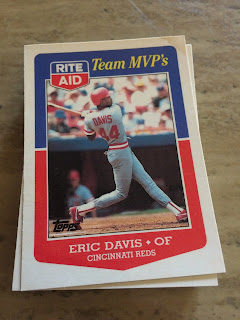 RITE
AID
Team MVP's
DAVIS
44
Topps
ERIC DAVIS • OF
CINCINNATI REDS